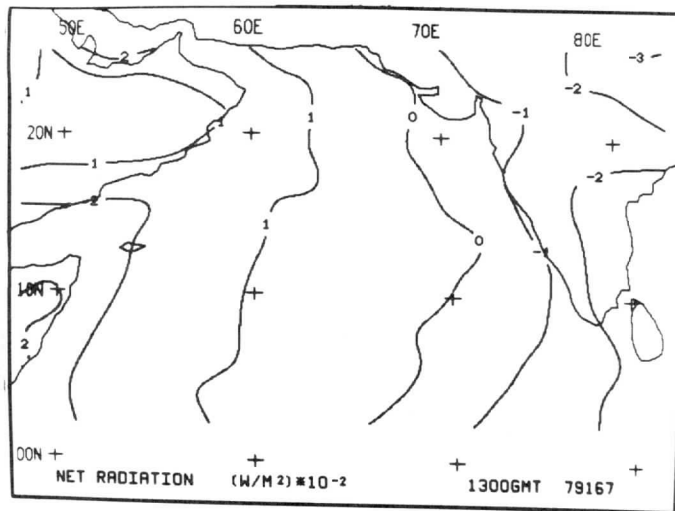 50E 60E 70E 80E
2 -3
-2
1
1 1 0 -1
20N
1 -2
2
1
0 -1
10N
2
00N
NET RADIATION (W/M²)*10⁻² 1300GMT 79167